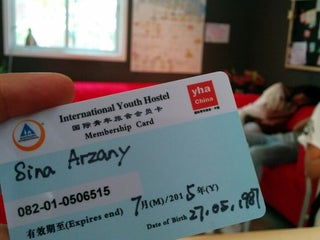 International Youth Hostel
国际青年旅舍会员卡
Membership Card
yha
China
Sina Arzany
082-01-0506515
有效期至(Expires end) 7月(M)/2015年(Y)
Date of Birth 27.05.1987